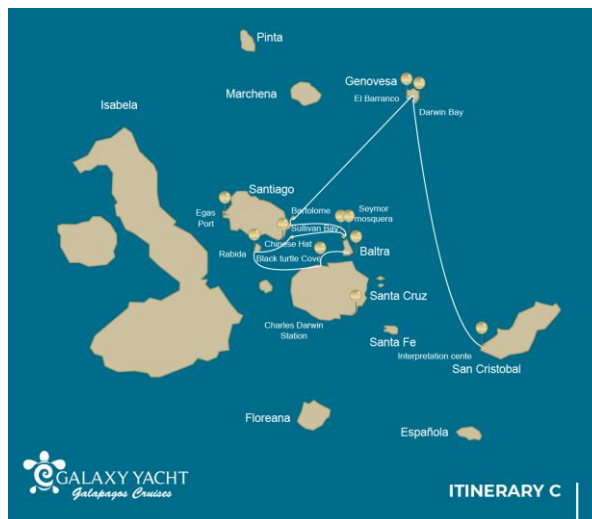 Pinta
Genovesa
El Barranco
Darwin Bay
Marchena
Isabela
Santiago
Egas
Port
Bartolome
Sullivan Bay
Seymor
mosquera
Rabida
Chinese Hat
Black turtle Cove
Baltra
Santa Cruz
Charles Darwin
Station
Santa Fe
Interpretation cente
San Cristobal
Floreana
Española
GALAXY YACHT
Galapagos Cruises
ITINERARY C